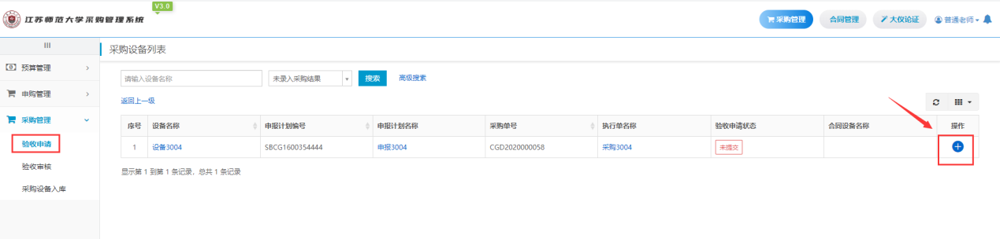 V3.0
江苏师范大学采购管理系统
采购管理
合同管理
大仪论证
普通老师
采购设备列表
预算管理
申购管理
采购管理
验收申请
验收审核
采购设备入库
请输入设备名称
未录入采购结果
搜索
高级搜索
返回上一级
序号 设备名称 申报计划编号 申报计划名称 采购单号 执行单名称 验收申请状态 合同设备名称 操作
1 设备3004 SBCG1600354444 申报3004 CGD2020000058 采购3004 未提交
显示第 1 到第 1 条记录，总共 1 条记录